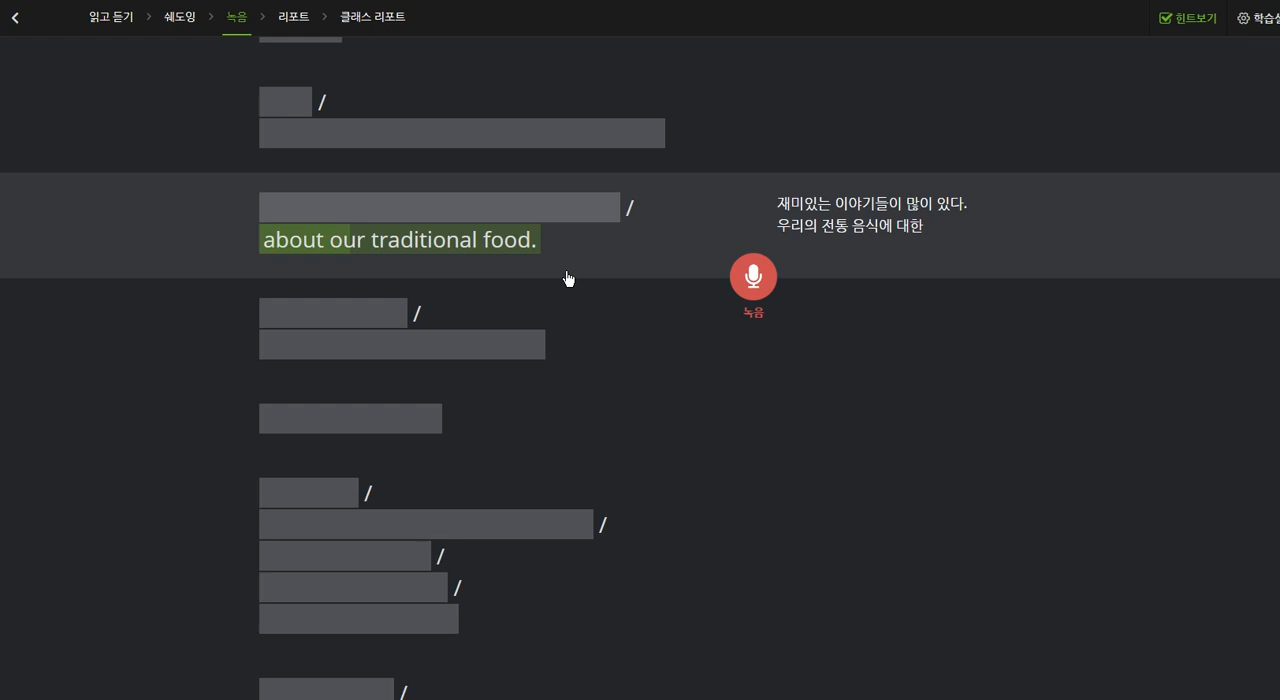 읽고 듣기 > 쉐도잉 > 녹음 > 리포트 > 클래스 리포트
힌트보기
/
/
재미있는 이야기들이 많이 있다.
about our traditional food.
우리의 전통 음식에 대한
녹음
/
/
/
/
/
/